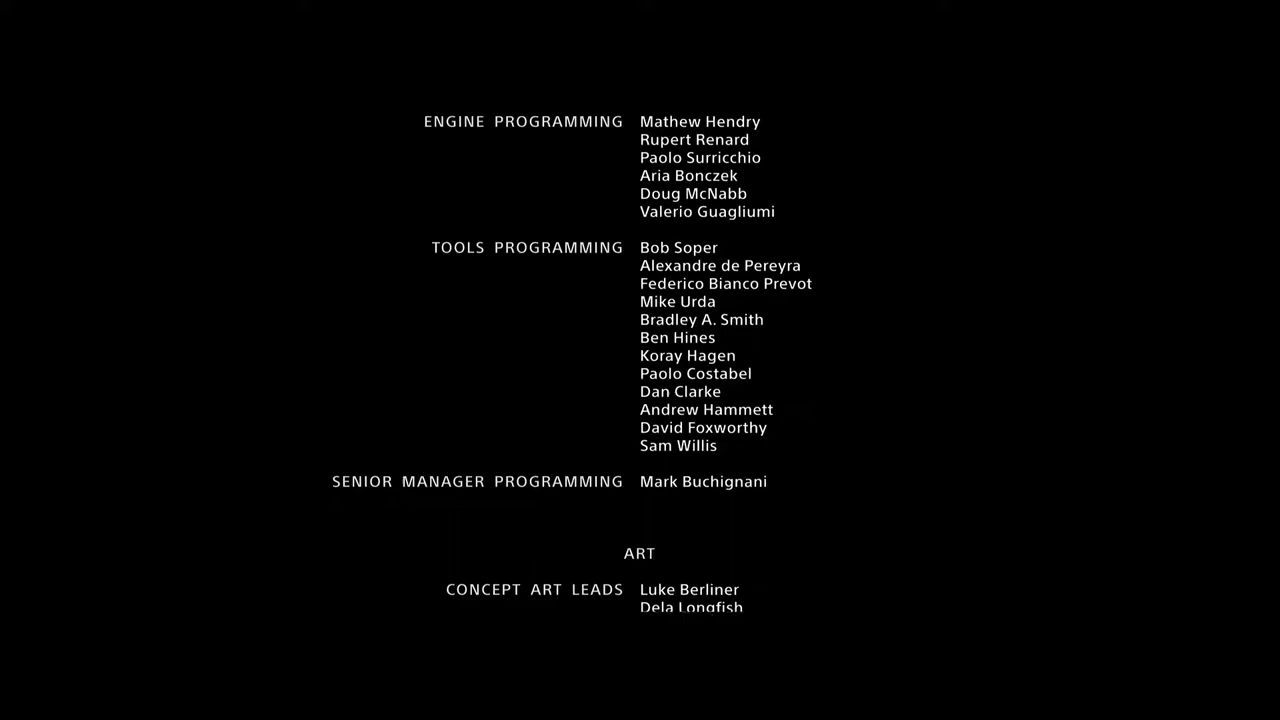 ENGINE PROGRAMMING Mathew Hendry
Rupert Renard
Paolo Surricchio
Aria Bonczek
Doug McNabb
Valerio Guagliumi
TOOLS PROGRAMMING Bob Soper
Alexandre de Pereyra
Federico Bianco Prevot
Mike Urda
Bradley A. Smith
Ben Hines
Koray Hagen
Paolo Costabel
Dan Clarke
Andrew Hammett
David Foxworthy
Sam Willis
SENIOR MANAGER PROGRAMMING Mark Buchignani
ART
CONCEPT ART LEADS Luke Berliner
Dela Longfish